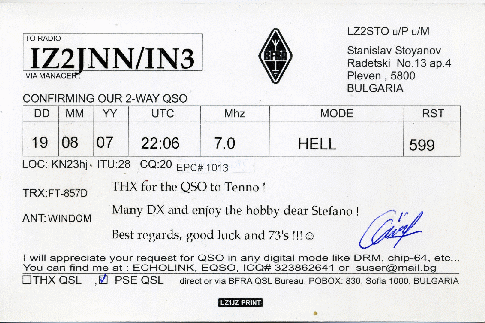 TO RADIO
IZ2JNN/IN3
VIA MANAGER
LZ2STO u/P u/M
Stanislav Stoyanov
Radetski No.13 ap.4
Pleven , 5800
BULGARIA
CONFIRMING OUR 2-WAY QSO
DD MM YY UTC Mhz MODE RST
19 08 07 22:06 7.0 HELL 599
LOC: KN23hj ITU:28 CQ:20 EPC# 1013
TRX:FT-857D
THX for the QSO to Tenno !
ANT:WINDOM
Many DX and enjoy the hobby dear Stefano !
Best regards, good luck and 73's !!! ☺
I will appreciate your request for QSO in any digital mode like DRM, chip-64, etc...
You can find me at : ECHOLINK, EQSO, ICQ# 323862641 or suser@mail.bg
☐ THX QSL , ☑ PSE QSL direct or via BFRA QSL Bureau. POBOX: 830, Sofia 1000, BULGARIA
LZ1JZ PRINT